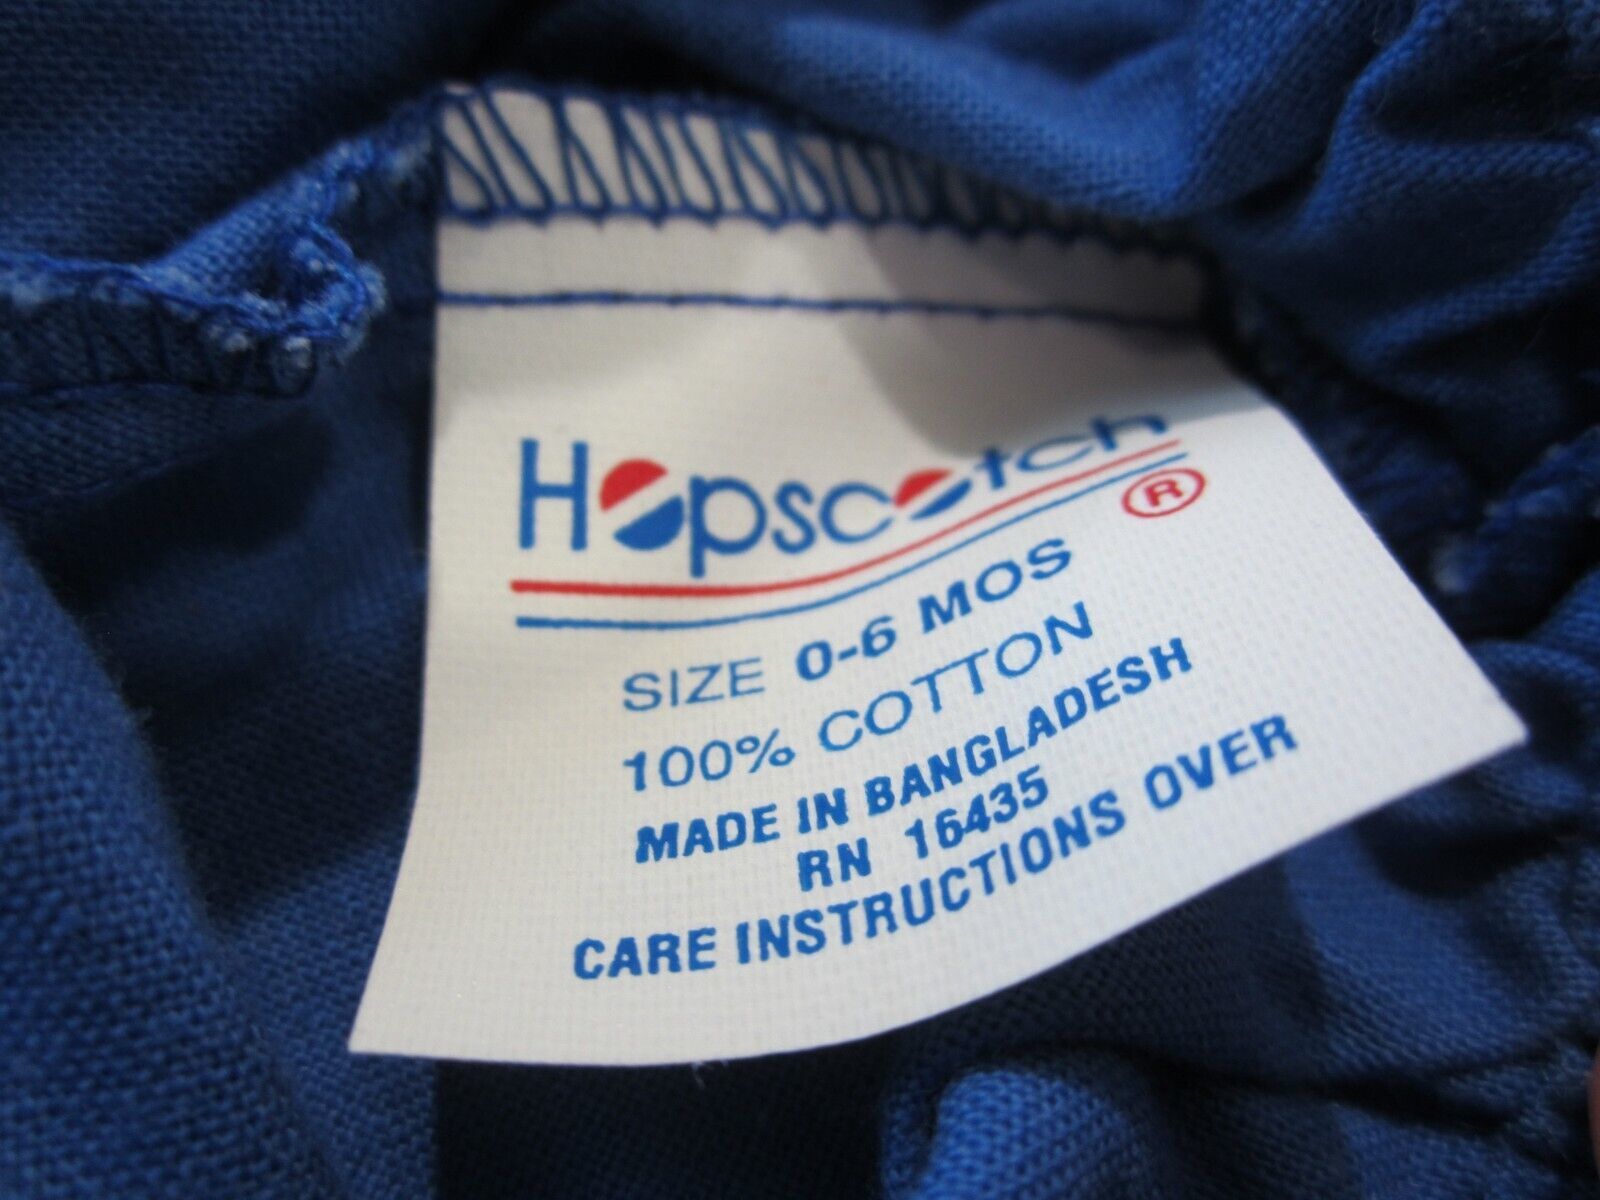 Hopscotch ®
SIZE 0-6 MOS
100% COTTON
MADE IN BANGLADESH
RN 16435
CARE INSTRUCTIONS OVER